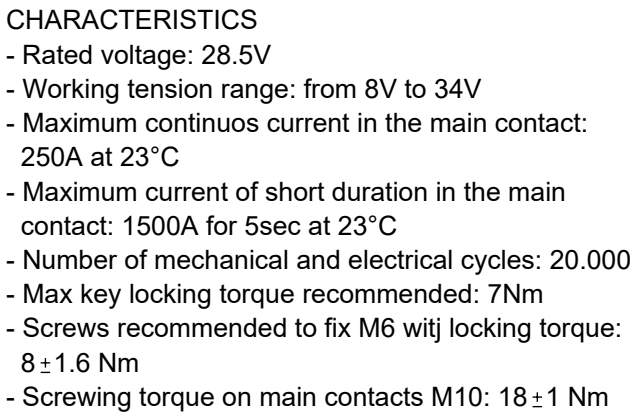 CHARACTERISTICS
- Rated voltage: 28.5V
- Working tension range: from 8V to 34V
- Maximum continuos current in the main contact:
250A at 23°C
- Maximum current of short duration in the main
contact: 1500A for 5sec at 23°C
- Number of mechanical and electrical cycles: 20.000
- Max key locking torque recommended: 7Nm
- Screws recommended to fix M6 witj locking torque:
8±1.6 Nm
- Screwing torque on main contacts M10: 18±1 Nm